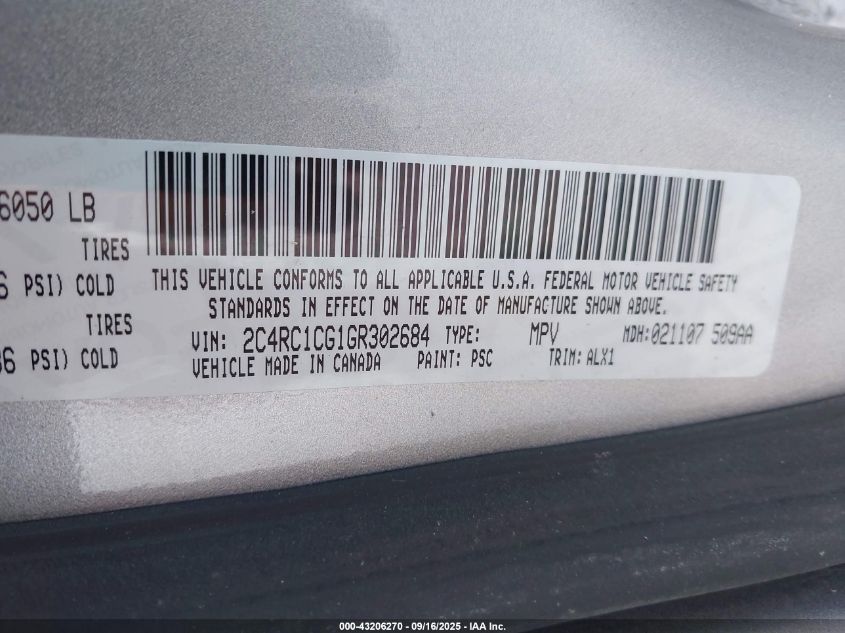 6050 LB
TIRES
PSI) COLD
TIRES
PSI) COLD
THIS VEHICLE CONFORMS TO ALL APPLICABLE U.S.A. FEDERAL MOTOR VEHICLE SAFETY
STANDARDS IN EFFECT ON THE DATE OF MANUFACTURE SHOWN ABOVE.
VIN: 2C4RC1CG1GR302684 TYPE: MPV MDH:021107 509AA
VEHICLE MADE IN CANADA PAINT: PSC TRIM: ALX1
000-43206270 - 09/16/2025 - IAA Inc.